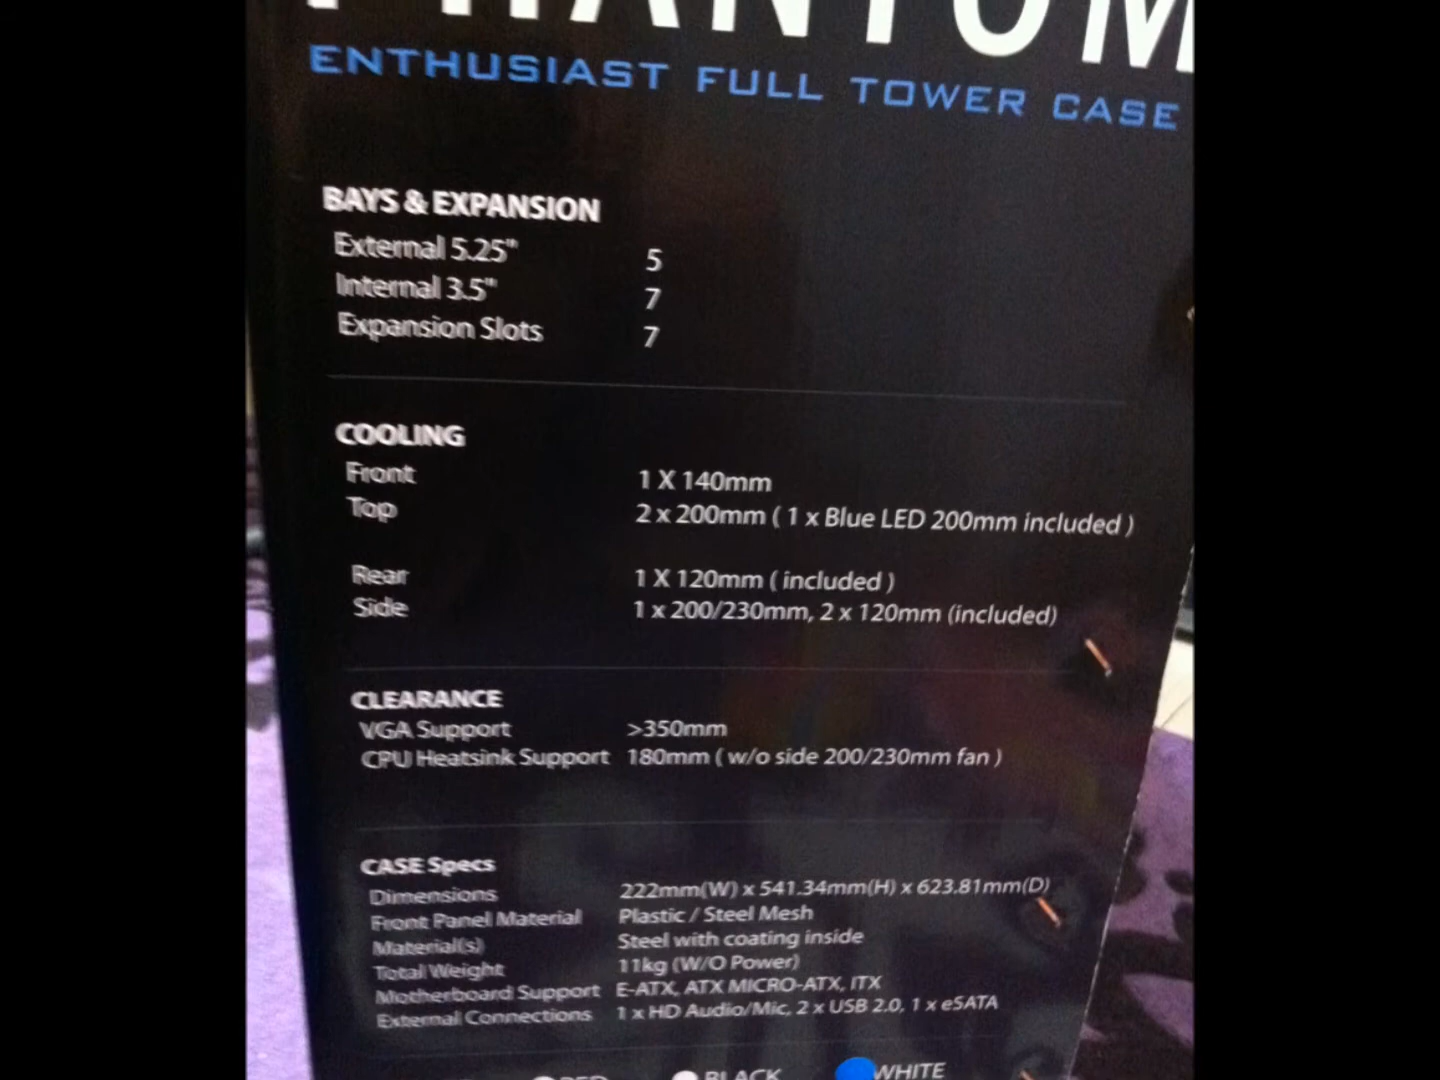 PHANTOM
ENTHUSIAST FULL TOWER CASE
BAYS & EXPANSION
External 5.25" 5
Internal 3.5" 7
Expansion Slots 7
COOLING
Front 1 X 140mm
Top 2 x 200mm ( 1 x Blue LED 200mm included )
Rear 1 X 120mm ( included )
Side 1 x 200/230mm, 2 x 120mm (included)
CLEARANCE
VGA Support >350mm
CPU Heatsink Support 180mm ( w/o side 200/230mm fan )
CASE Specs
Dimensions 222mm(W) x 541.34mm(H) x 623.81mm(D)
Front Panel Material Plastic / Steel Mesh
Material(s) Steel with coating inside
Total Weight 11kg (W/O Power)
Motherboard Support E-ATX, ATX MICRO-ATX, ITX
External Connections 1 x HD Audio/Mic, 2 x USB 2.0, 1 x eSATA
RED BLACK WHITE